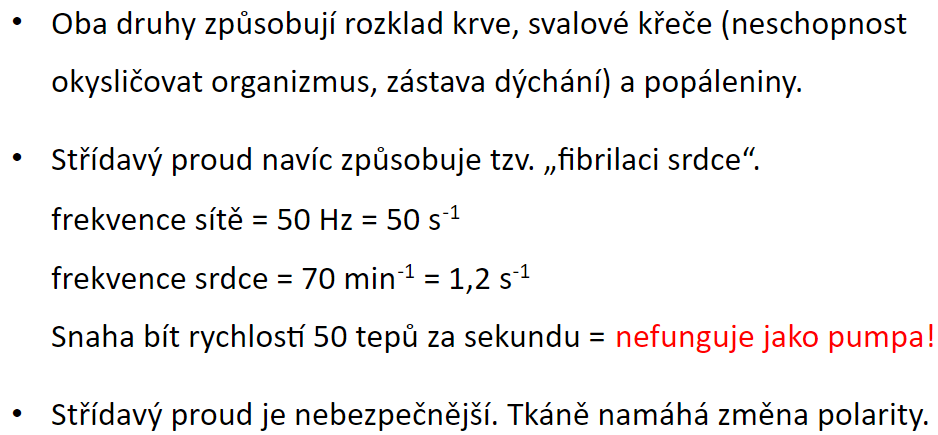 • Oba druhy způsobují rozklad krve, svalové křeče (neschopnost
okysličovat organizmus, zástava dýchání) a popáleniny.
• Střídavý proud navíc způsobuje tzv. „fibrilaci srdce“.
frekvence sítě = 50 Hz = 50 s⁻¹
frekvence srdce = 70 min⁻¹ = 1,2 s⁻¹
Snaha bít rychlostí 50 tepů za sekundu = nefunguje jako pumpa!
• Střídavý proud je nebezpečnější. Tkáně namáhá změna polarity.